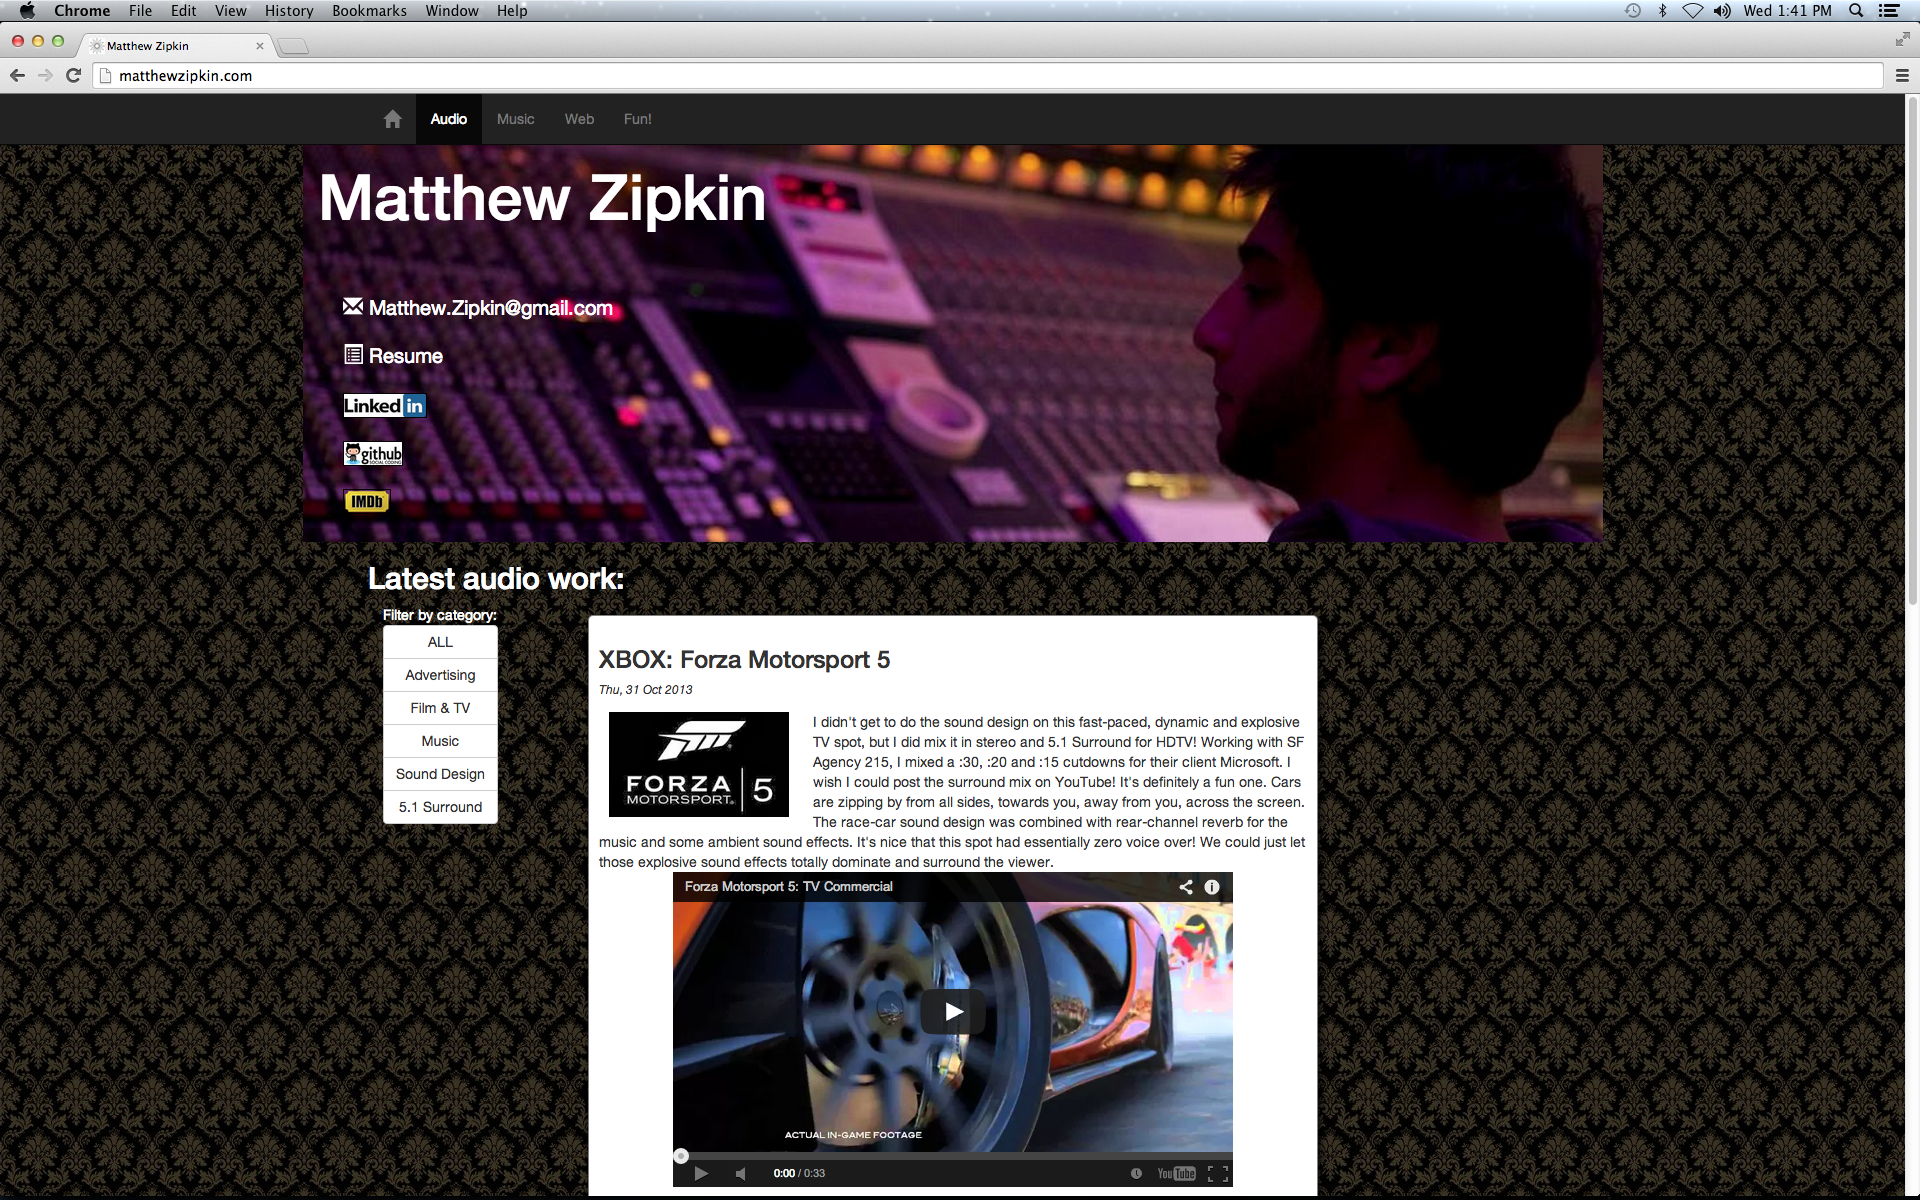 Chrome File Edit View History Bookmarks Window Help Wed 1:41 PM
Matthew Zipkin
matthewzipkin.com
Audio Music Web Fun!
Matthew Zipkin
Matthew.Zipkin@gmail.com
Resume
Linked in
github
SOCIAL CODING
IMDb
Latest audio work:
Filter by category:
ALL
Advertising
Film & TV
Music
Sound Design
5.1 Surround
XBOX: Forza Motorsport 5
Thu, 31 Oct 2013
FORZA
MOTORSPORT. 5
I didn't get to do the sound design on this fast-paced, dynamic and explosive
TV spot, but I did mix it in stereo and 5.1 Surround for HDTV! Working with SF
Agency 215, I mixed a :30, :20 and :15 cutdowns for their client Microsoft. I
wish I could post the surround mix on YouTube! It's definitely a fun one. Cars
are zipping by from all sides, towards you, away from you, across the screen.
The race-car sound design was combined with rear-channel reverb for the
music and some ambient sound effects. It's nice that this spot had essentially zero voice over! We could just let
those explosive sound effects totally dominate and surround the viewer.
Forza Motorsport 5: TV Commercial
ACTUAL IN-GAME FOOTAGE
0:00 / 0:33 YouTube